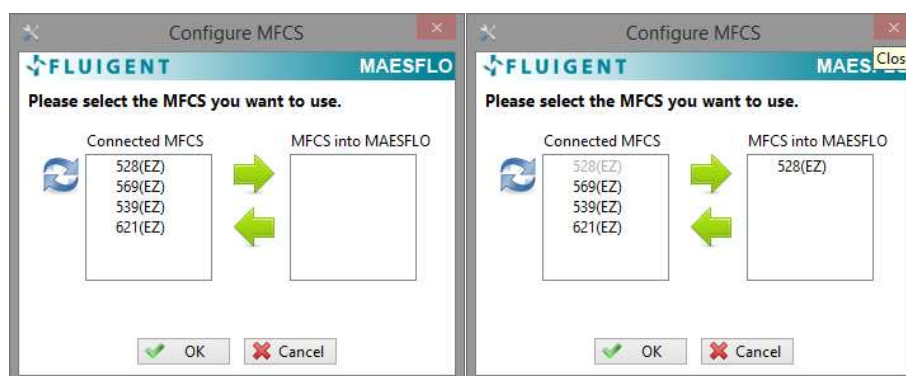 Configure MFCS
FLUIGENT MAESFLO
Please select the MFCS you want to use.
Connected MFCS MFCS into MAESFLO
528(EZ)
569(EZ)
539(EZ)
621(EZ)
OK Cancel
Configure MFCS
FLUIGENT
Please select the MFCS you want to use.
Connected MFCS MFCS into MAESFLO
528(EZ) 528(EZ)
569(EZ)
539(EZ)
621(EZ)
OK Cancel